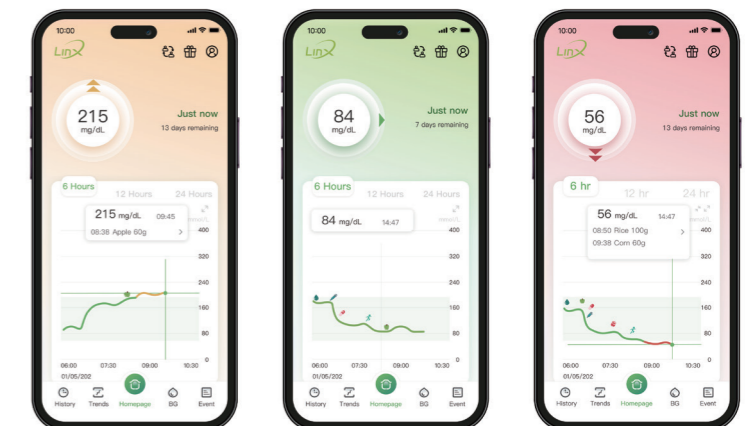 10:00
LinX
215
mg/dL
Just now
13 days remaining
6 Hours
12 Hours
24 Hours
215 mg/dL 09:45
08:38 Apple 60g >
400
320
240
160
80
0
06:00 07:30 09:00 10:30
01/05/202
History Trends Homepage BG Event
10:00
LinX
84
mg/dL
Just now
7 days remaining
6 Hours
12 Hours
24 Hours
84 mg/dL 14:47
400
320
240
160
80
0
06:00 07:30 09:00 10:30
01/05/202
History Trends Homepage BG Event
10:00
LinX
56
mg/dL
Just now
13 days remaining
6 hr
12 hr
24 hr
56 mg/dL 14:47
08:50 Rice 100g >
09:38 Corn 60g
400
320
240
160
80
0
06:00 07:30 09:00 10:30
01/05/202
History Trends Homepage BG Event